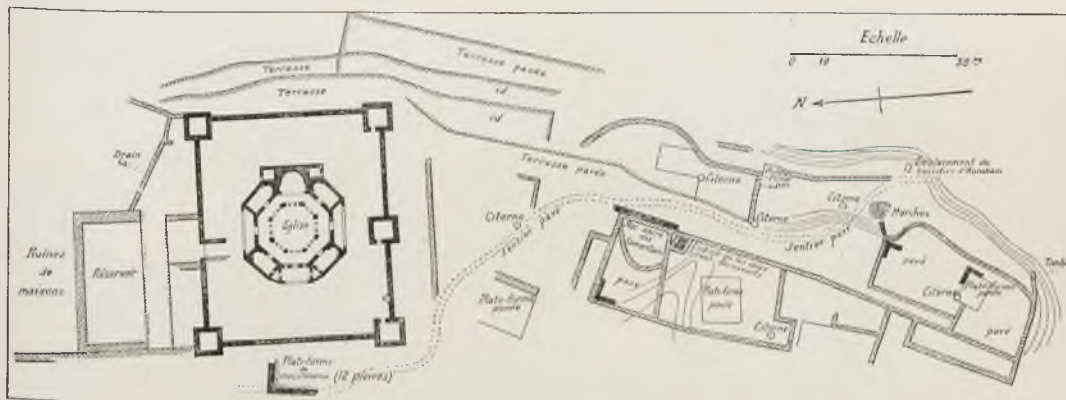 Echelle
0 10 35 m
N
Terrasse pavée
Terrasse
Terrasse
id.
id
Terrasse pavée
Drain
Eglise
Ruines
de
maisons
Réservoir
Citerne
Sentier pavé
Citerne
Citerne
Citerne
Emplacement du
Sentier pavé
Marches
pavé
pavé
Citerne
Plate-forme
pavée
pavé
Plate-forme
pavée
Plate-forme
pavée
Citerne
Plate-forme
(12 pierres)